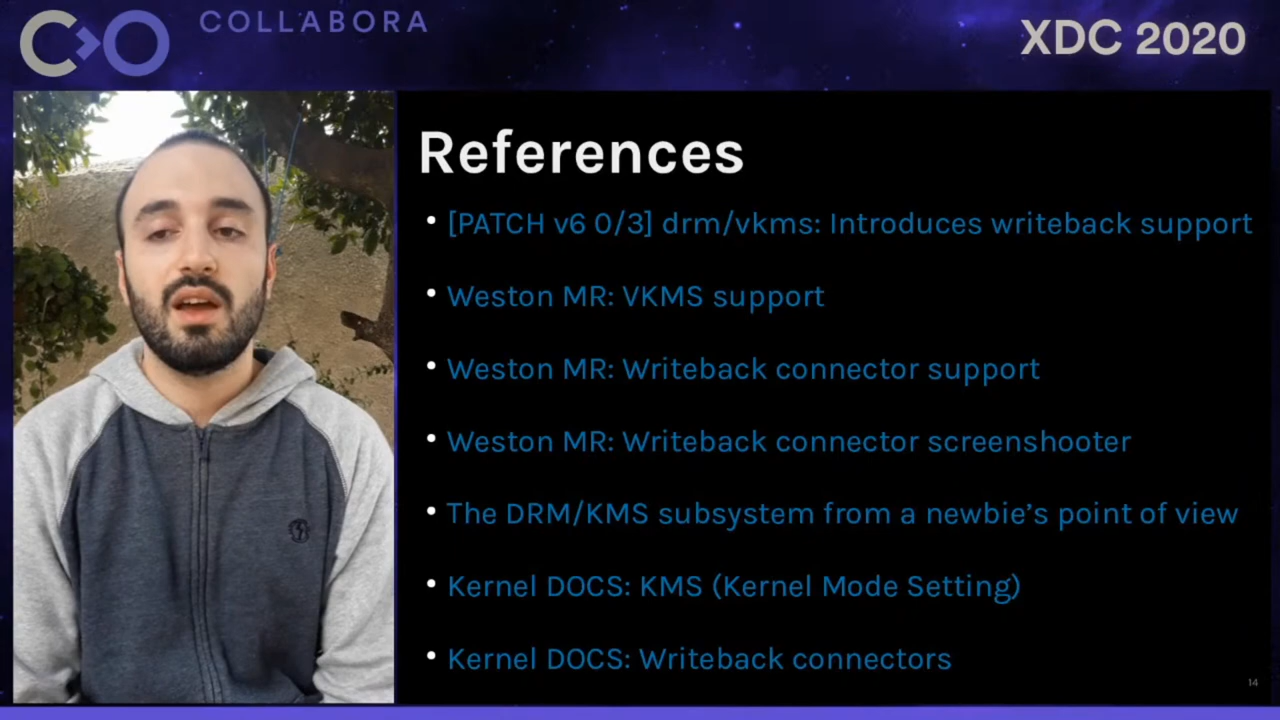 COLLABORA
XDC 2020
References
• [PATCH v6 0/3] drm/vkms: Introduces writeback support
• Weston MR: VKMS support
• Weston MR: Writeback connector support
• Weston MR: Writeback connector screenshooter
• The DRM/KMS subsystem from a newbie’s point of view
• Kernel DOCS: KMS (Kernel Mode Setting)
• Kernel DOCS: Writeback connectors
14